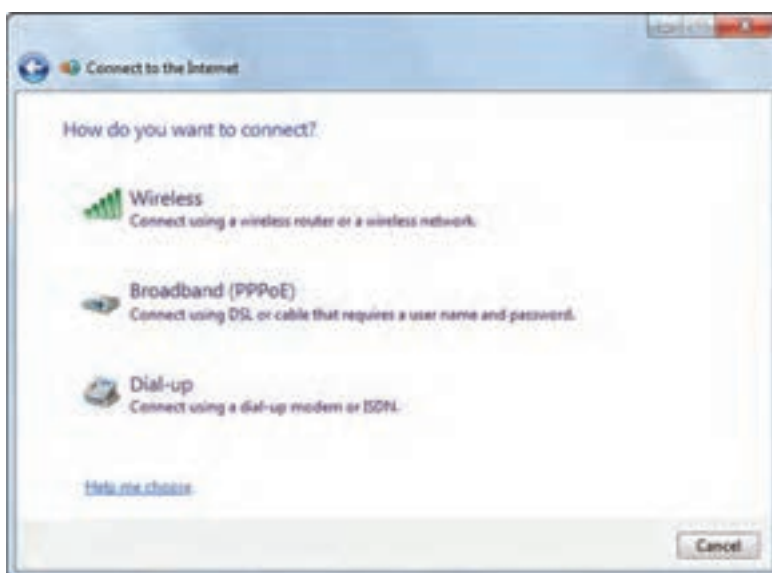 Connect to the Internet
How do you want to connect?
Wireless
Connect using a wireless router or a wireless network.
Broadband (PPPoE)
Connect using DSL or cable that requires a user name and password.
Dial-up
Connect using a dial-up modem or ISDN.
Help me choose
Cancel